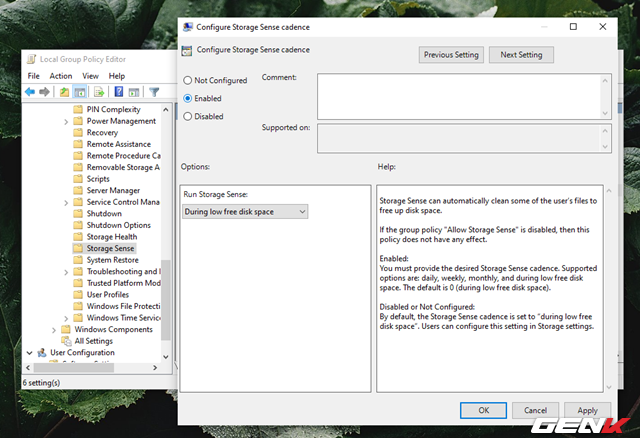 Configure Storage Sense cadence
Configure Storage Sense cadence
Previous Setting
Next Setting
Not Configured
Enabled
Disabled
Comment:
Supported on:
Options:
Help:
Run Storage Sense:
During low free disk space
Storage Sense can automatically clean some of the user's files to
free up disk space.
If the group policy "Allow Storage Sense" is disabled, then this
policy does not have any effect.
Enabled:
You must provide the desired Storage Sense cadence. Supported
options are: daily, weekly, monthly, and during low free disk
space. The default is 0 (during low free disk space).
Disabled or Not Configured:
By default, the Storage Sense cadence is set to "during low free
disk space". Users can configure this setting in Storage settings.
OK
Cancel
Apply
Local Group Policy Editor
File Action View Help
PIN Complexity
Power Management
Recovery
Remote Assistance
Remote Procedure Ca
Removable Storage A
Scripts
Server Manager
Service Control Mana
Shutdown
Shutdown Options
Storage Health
Storage Sense
System Restore
Troubleshooting and
Trusted Platform Mod
User Profiles
Windows File Protecti
Windows Time Service
Windows Components
All Settings
User Configuration
6 setting(s)
GENK